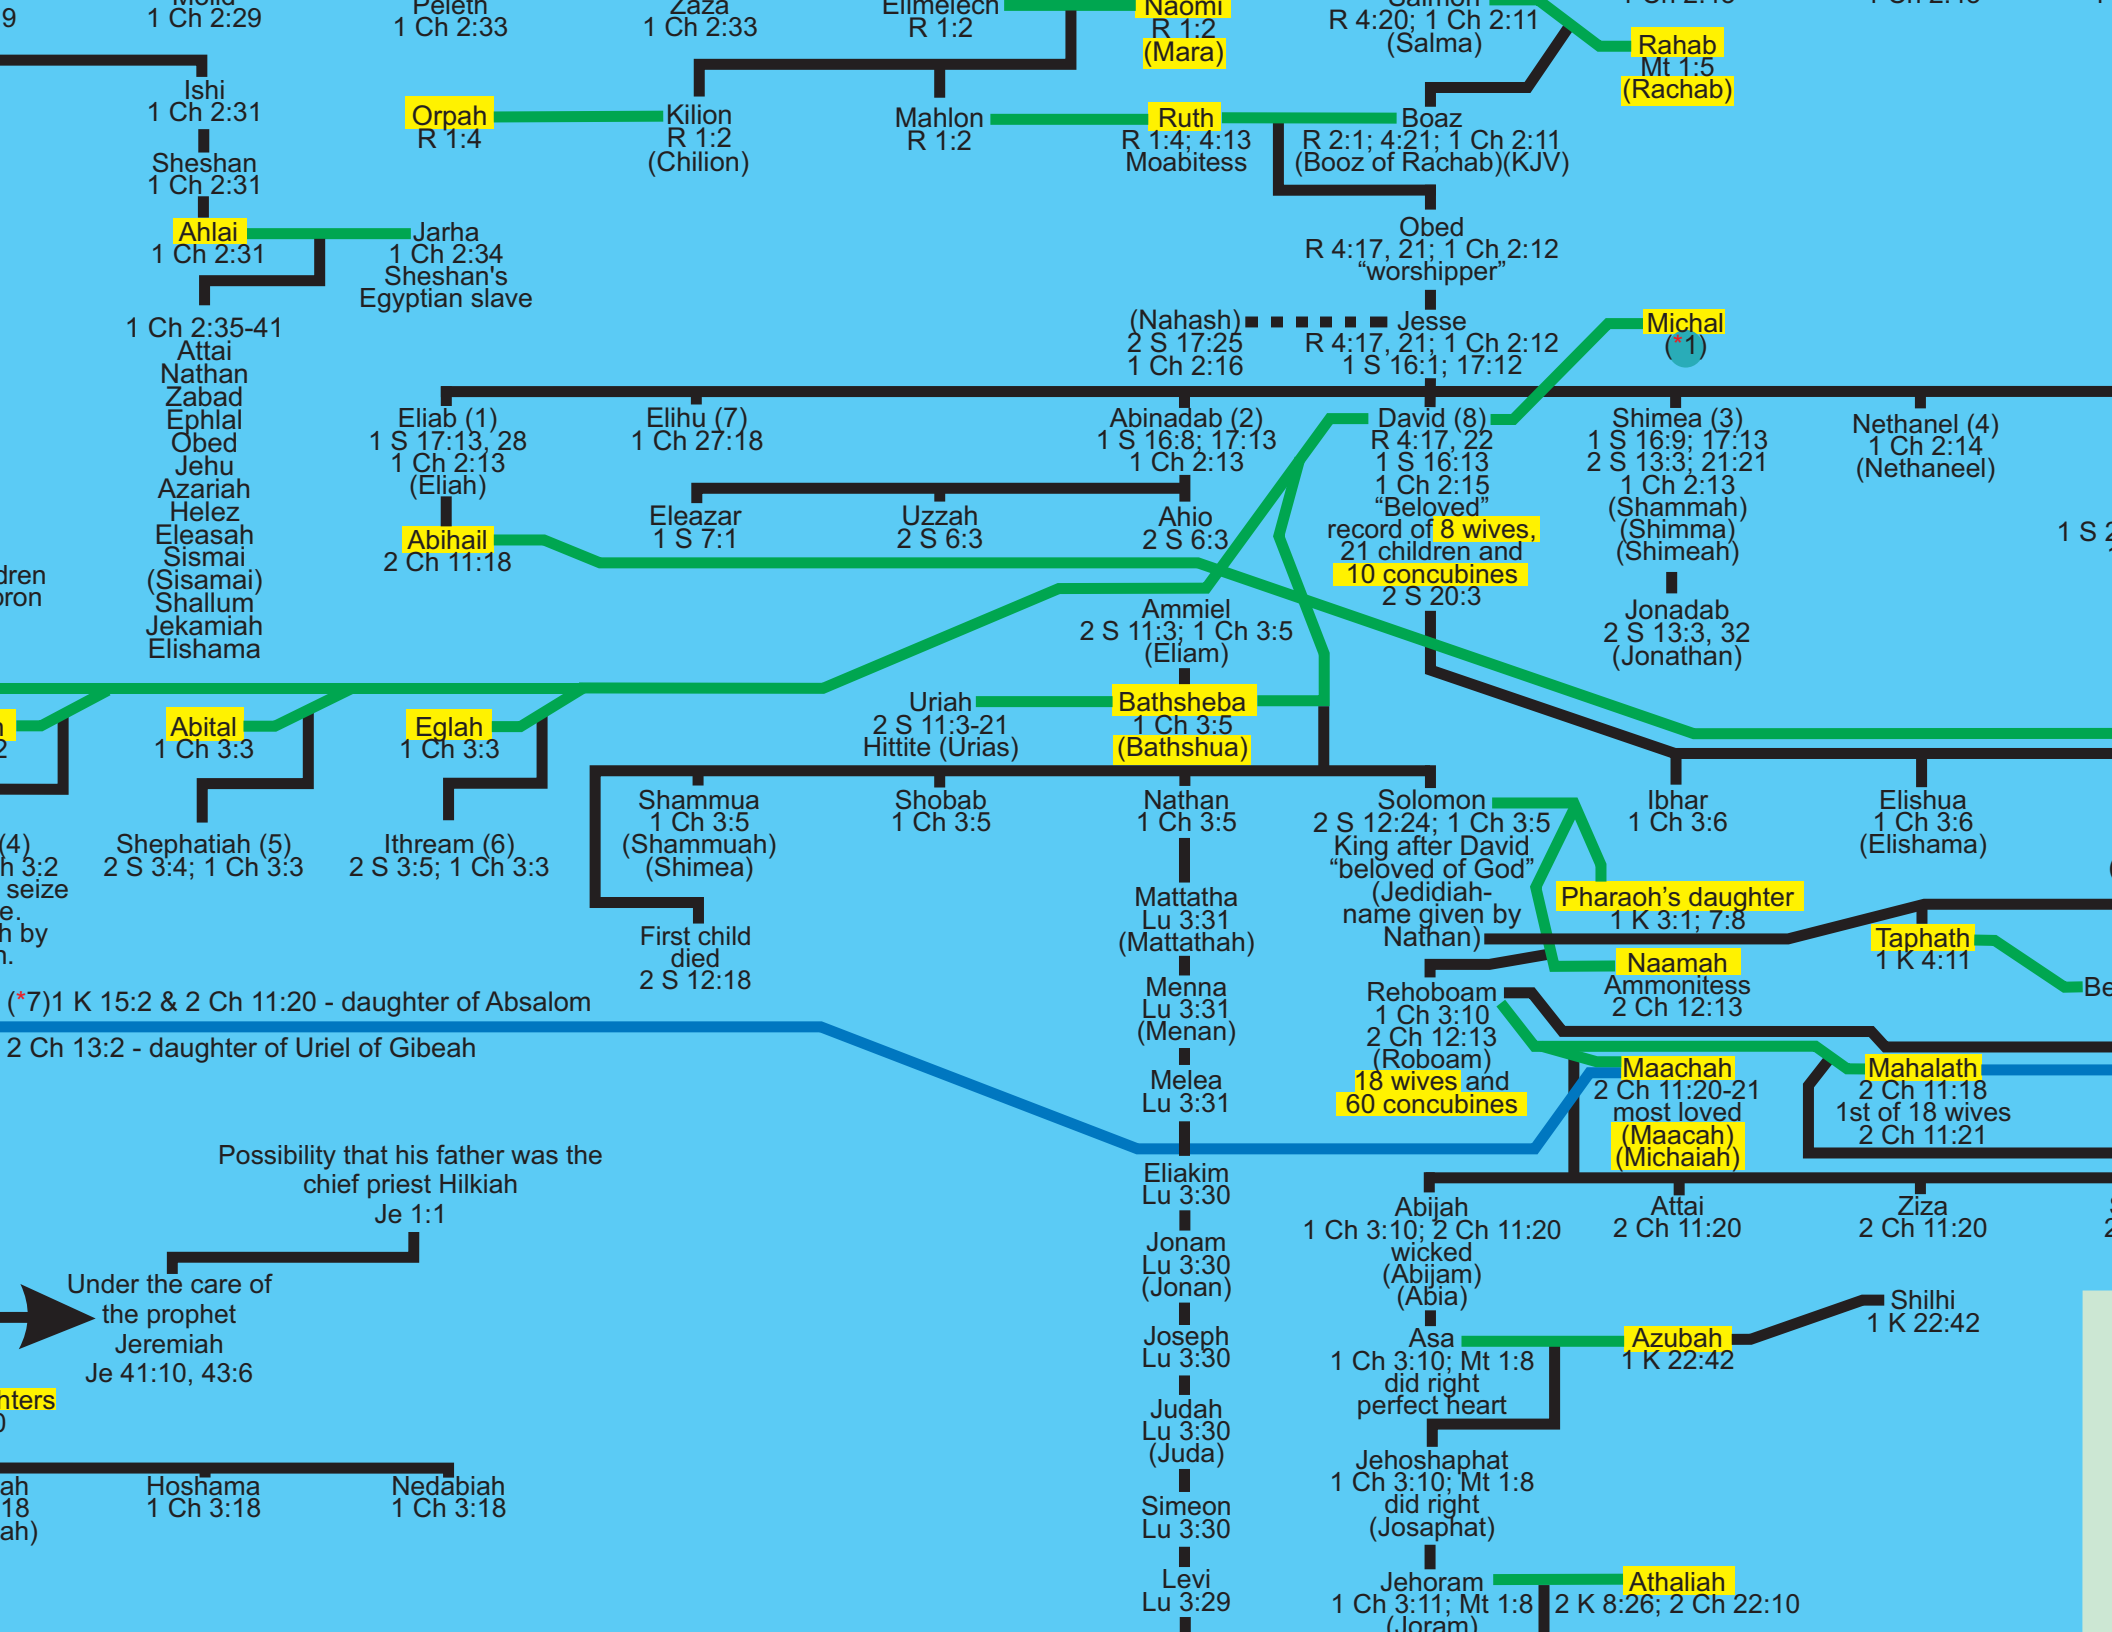 9
1 Ch 2:29
Peleth
1 Ch 2:33
Zaza
1 Ch 2:33
Elimelech
R 1:2
Naomi
R 1:2
(Mara)
Salmon
R 4:20; 1 Ch 2:11
(Salma)
Rahab
Mt 1:5
(Rachab)
Ishi
1 Ch 2:31
Orpah
R 1:4
Kilion
R 1:2
(Chilion)
Mahlon
R 1:2
Ruth
R 1:4; 4:13
Moabitess
Boaz
R 2:1; 4:21; 1 Ch 2:11
(Booz of Rachab)(KJV)
Sheshan
1 Ch 2:31
Ahlai
1 Ch 2:31
Jarha
1 Ch 2:34
Sheshan's
Egyptian slave
Obed
R 4:17, 21; 1 Ch 2:12
“worshipper”
1 Ch 2:35-41
Attai
Nathan
Zabad
Ephlal
Obed
Jehu
Azariah
Helez
Eleasah
Sismai
(Sisamai)
Shallum
Jekamiah
Elishama
(Nahash)
2 S 17:25
1 Ch 2:16
Jesse
R 4:17, 21; 1 Ch 2:12
1 S 16:1; 17:12
Michal
(*1)
Eliab (1)
1 S 17:13, 28
1 Ch 2:13
(Eliah)
Elihu (7)
1 Ch 27:18
Abinadab (2)
1 S 16:8; 17:13
1 Ch 2:13
David (8)
R 4:17, 22
1 S 16:13
1 Ch 2:15
“Beloved”
record of 8 wives,
21 children and
10 concubines
2 S 20:3
Shimea (3)
1 S 16:9; 17:13
2 S 13:3; 21:21
1 Ch 2:13
(Shammah)
(Shimma)
(Shimeah)
Nethanel (4)
1 Ch 2:14
(Nethaneel)
Abihail
2 Ch 11:18
Eleazar
1 S 7:1
Uzzah
2 S 6:3
Ahio
2 S 6:3
1 S 2
dren
oron
Ammiel
2 S 11:3; 1 Ch 3:5
(Eliam)
Jonadab
2 S 13:3, 32
(Jonathan)
h
2
Abital
1 Ch 3:3
Eglah
1 Ch 3:3
Uriah
2 S 11:3-21
Hittite (Urias)
Bathsheba
1 Ch 3:5
(Bathshua)
(4)
h 3:2
seize
e.
h by
n.
Shephatiah (5)
2 S 3:4; 1 Ch 3:3
Ithream (6)
2 S 3:5; 1 Ch 3:3
Shammua
1 Ch 3:5
(Shammuah)
(Shimea)
Shobab
1 Ch 3:5
Nathan
1 Ch 3:5
Solomon
2 S 12:24; 1 Ch 3:5
King after David
“beloved of God”
(Jedidiah-
name given by
Nathan)
Ibhar
1 Ch 3:6
Elishua
1 Ch 3:6
(Elishama)
First child
died
2 S 12:18
Mattatha
Lu 3:31
(Mattathah)
Pharaoh’s daughter
1 K 3:1; 7:8
Taphath
1 K 4:11
Be
Naamah
Ammonitess
2 Ch 12:13
(*7)1 K 15:2 & 2 Ch 11:20 - daughter of Absalom
2 Ch 13:2 - daughter of Uriel of Gibeah
Menna
Lu 3:31
(Menan)
Rehoboam
1 Ch 3:10
2 Ch 12:13
(Roboam)
18 wives and
60 concubines
Melea
Lu 3:31
Maachah
2 Ch 11:20-21
most loved
(Maacah)
(Michaiah)
Mahalath
2 Ch 11:18
1st of 18 wives
2 Ch 11:21
Possibility that his father was the
chief priest Hilkiah
Je 1:1
Eliakim
Lu 3:30
Abijah
1 Ch 3:10; 2 Ch 11:20
wicked
(Abijam)
(Abia)
Attai
2 Ch 11:20
Ziza
2 Ch 11:20
2
Under the care of
the prophet
Jeremiah
Je 41:10, 43:6
Jonam
Lu 3:30
(Jonan)
Shilhi
1 K 22:42
Joseph
Lu 3:30
Asa
1 Ch 3:10; Mt 1:8
did right
perfect heart
Azubah
1 K 22:42
hters
0
Judah
Lu 3:30
(Juda)
Jehoshaphat
1 Ch 3:10; Mt 1:8
did right
(Josaphat)
ah
18
ah)
Hoshama
1 Ch 3:18
Nedabiah
1 Ch 3:18
Simeon
Lu 3:30
Levi
Lu 3:29
Jehoram
1 Ch 3:11; Mt 1:8
(Joram)
Athaliah
2 K 8:26; 2 Ch 22:10